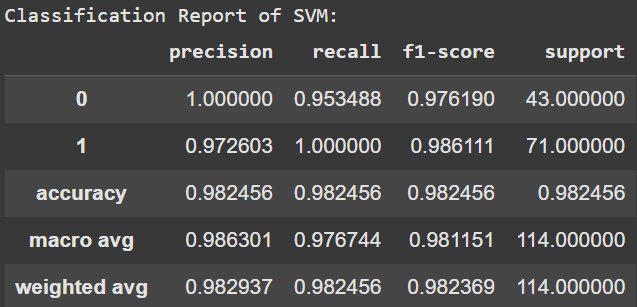 Classification Report of SVM:
precision recall f1-score support
0 1.000000 0.953488 0.976190 43.000000
1 0.972603 1.000000 0.986111 71.000000
accuracy 0.982456 0.982456 0.982456 0.982456
macro avg 0.986301 0.976744 0.981151 114.000000
weighted avg 0.982937 0.982456 0.982369 114.000000